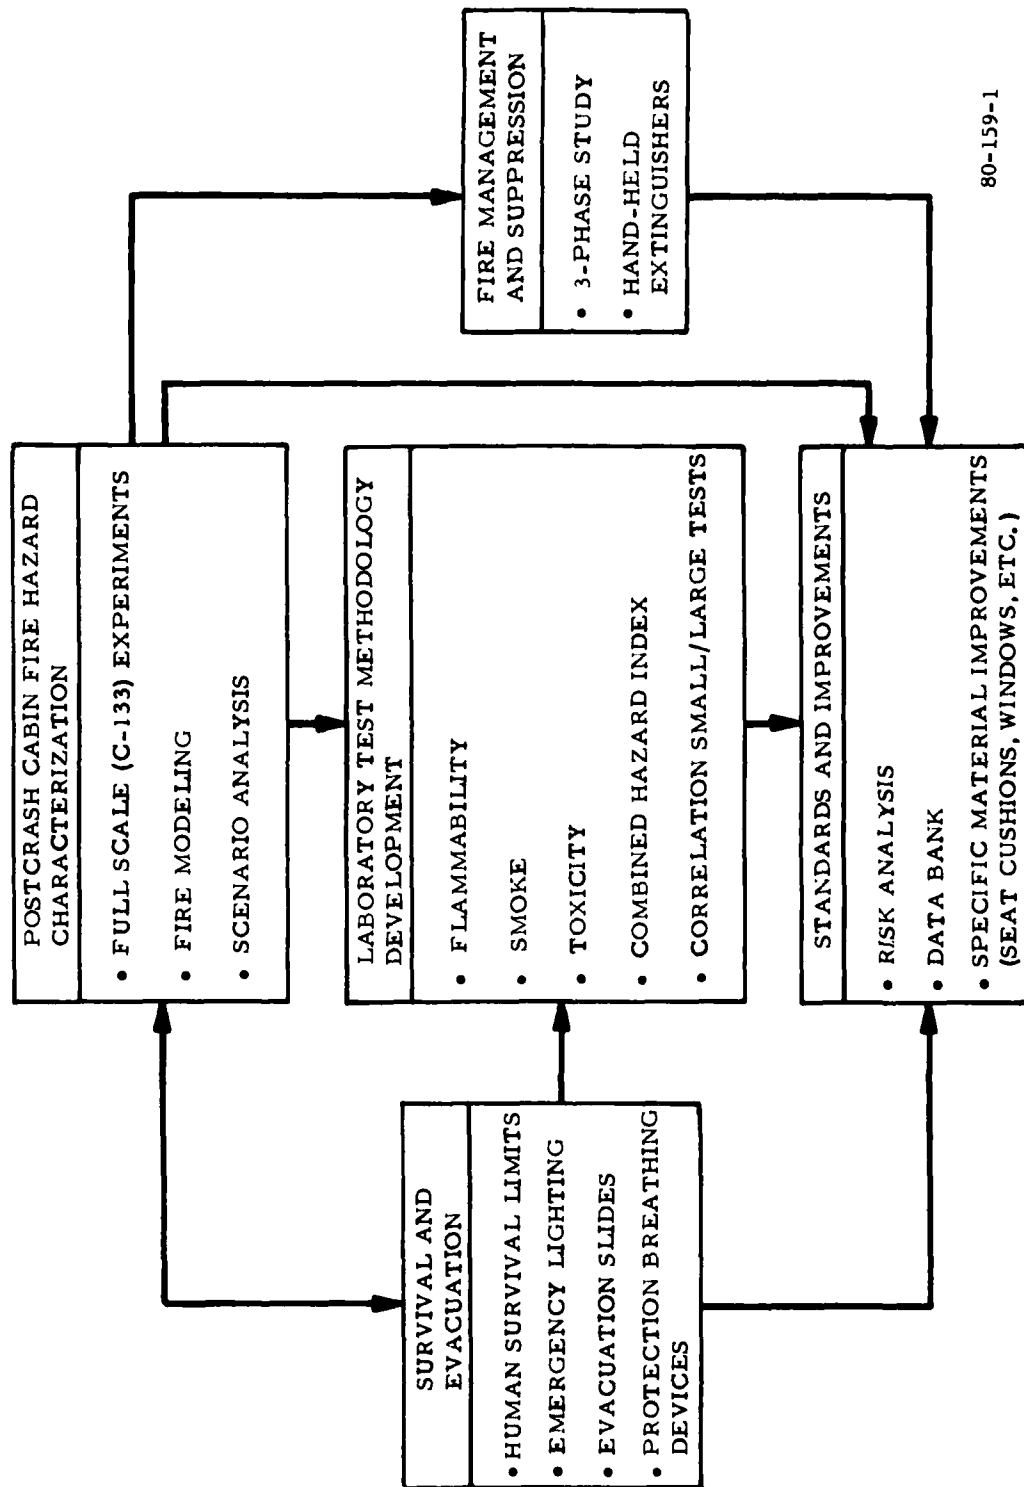 POSTCRASH CABIN FIRE HAZARD
CHARACTERIZATION
• FULL SCALE (C-133) EXPERIMENTS
• FIRE MODELING
• SCENARIO ANALYSIS
SURVIVAL AND
EVACUATION
• HUMAN SURVIVAL LIMITS
• EMERGENCY LIGHTING
• EVACUATION SLIDES
• PROTECTION BREATHING
DEVICES
LABORATORY TEST METHODOLOGY
DEVELOPMENT
• FLAMMABILITY
• SMOKE
• TOXICITY
• COMBINED HAZARD INDEX
• CORRELATION SMALL/LARGE TESTS
FIRE MANAGEMENT
AND SUPPRESSION
• 3-PHASE STUDY
• HAND-HELD
EXTINGUISHERS
STANDARDS AND IMPROVEMENTS
• RISK ANALYSIS
• DATA BANK
• SPECIFIC MATERIAL IMPROVEMENTS
(SEAT CUSHIONS, WINDOWS, ETC.)
80-159-1